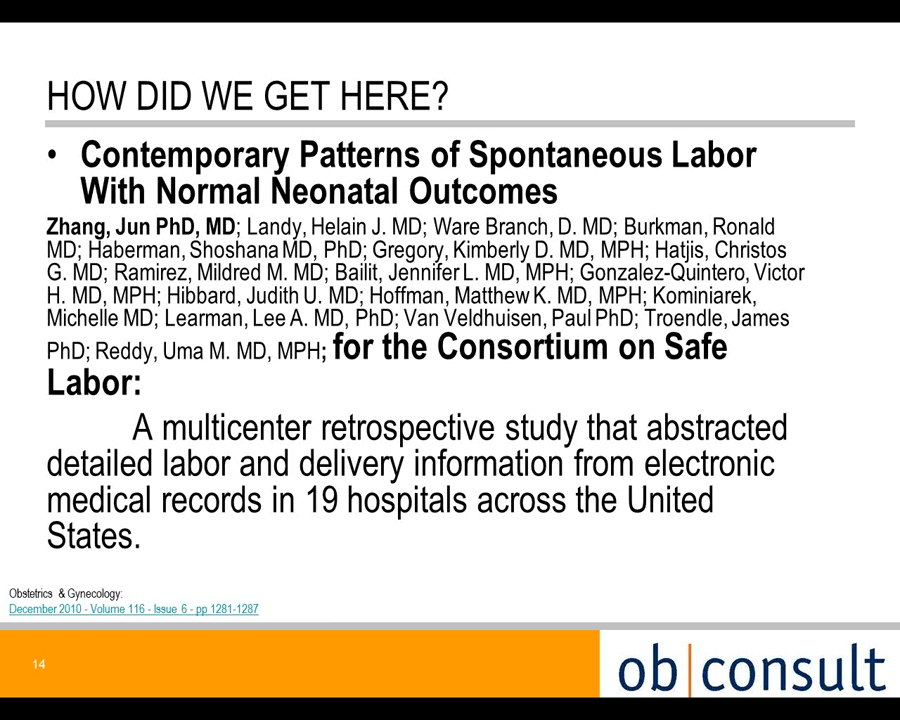 HOW DID WE GET HERE?
• Contemporary Patterns of Spontaneous Labor
With Normal Neonatal Outcomes
Zhang, Jun PhD, MD; Landy, Helain J. MD; Ware Branch, D. MD; Burkman, Ronald
MD; Haberman, Shoshana MD, PhD; Gregory, Kimberly D. MD, MPH; Hatjis, Christos
G. MD; Ramirez, Mildred M. MD; Bailit, Jennifer L. MD, MPH; Gonzalez-Quintero, Victor
H. MD, MPH; Hibbard, Judith U. MD; Hoffman, Matthew K. MD, MPH; Kominiarek,
Michelle MD; Learman, Lee A. MD, PhD; Van Veldhuisen, Paul PhD; Troendle, James
PhD; Reddy, Uma M. MD, MPH; for the Consortium on Safe
Labor:
A multicenter retrospective study that abstracted
detailed labor and delivery information from electronic
medical records in 19 hospitals across the United
States.
Obstetrics & Gynecology:
December 2010 - Volume 116 - Issue 6 - pp 1281-1287
14
ob|consult